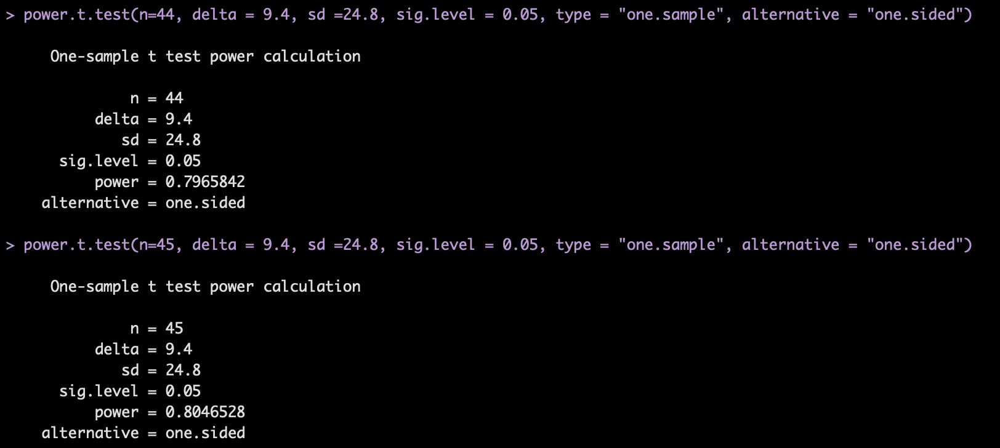 > power.t.test(n=44, delta = 9.4, sd =24.8, sig.level = 0.05, type = "one.sample", alternative = "one.sided")
One-sample t test power calculation
n = 44
delta = 9.4
sd = 24.8
sig.level = 0.05
power = 0.7965842
alternative = one.sided
> power.t.test(n=45, delta = 9.4, sd =24.8, sig.level = 0.05, type = "one.sample", alternative = "one.sided")
One-sample t test power calculation
n = 45
delta = 9.4
sd = 24.8
sig.level = 0.05
power = 0.8046528
alternative = one.sided